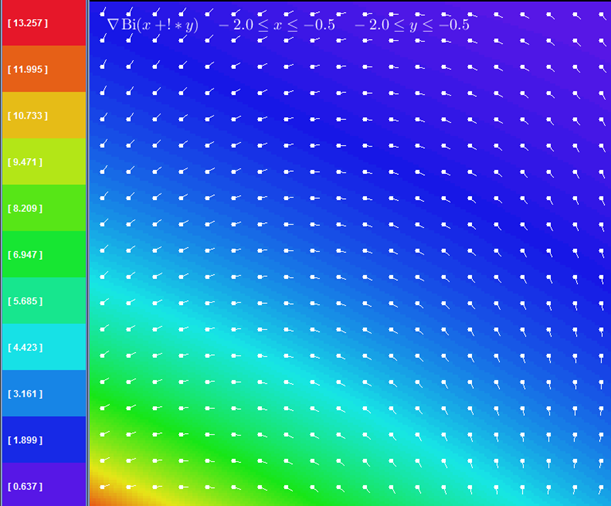 [ 13.257 ]
∇Bi(x +! ∗ y)   − 2.0 ≤ x ≤ −0.5   − 2.0 ≤ y ≤ −0.5
[ 11.995 ]
[ 10.733 ]
[ 9.471 ]
[ 8.209 ]
[ 6.947 ]
[ 5.685 ]
[ 4.423 ]
[ 3.161 ]
[ 1.899 ]
[ 0.637 ]